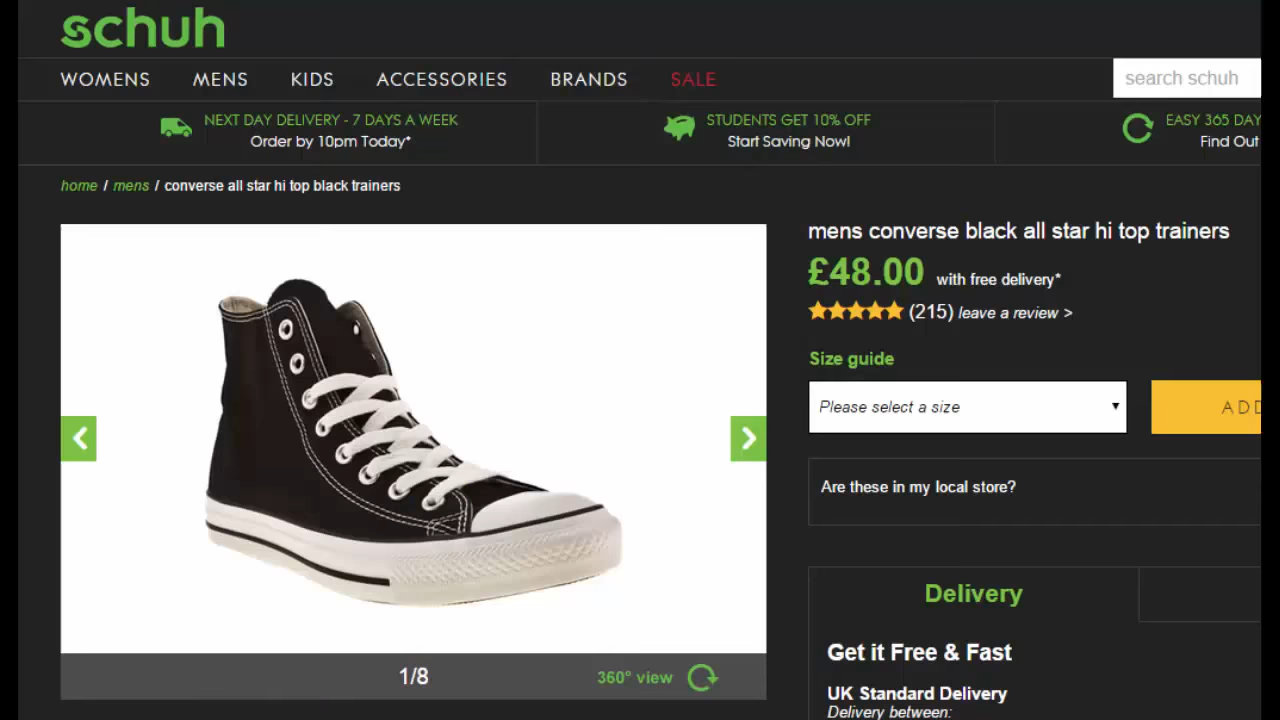 schuh
WOMENS MENS KIDS ACCESSORIES BRANDS SALE
search schuh
NEXT DAY DELIVERY - 7 DAYS A WEEK
Order by 10pm Today*
STUDENTS GET 10% OFF
Start Saving Now!
EASY 365 DAY
Find Out
home / mens / converse all star hi top black trainers
mens converse black all star hi top trainers
£48.00 with free delivery*
(215) leave a review >
Size guide
Please select a size
ADD
Are these in my local store?
1/8
360° view
Delivery
Get it Free & Fast
UK Standard Delivery
Delivery between: